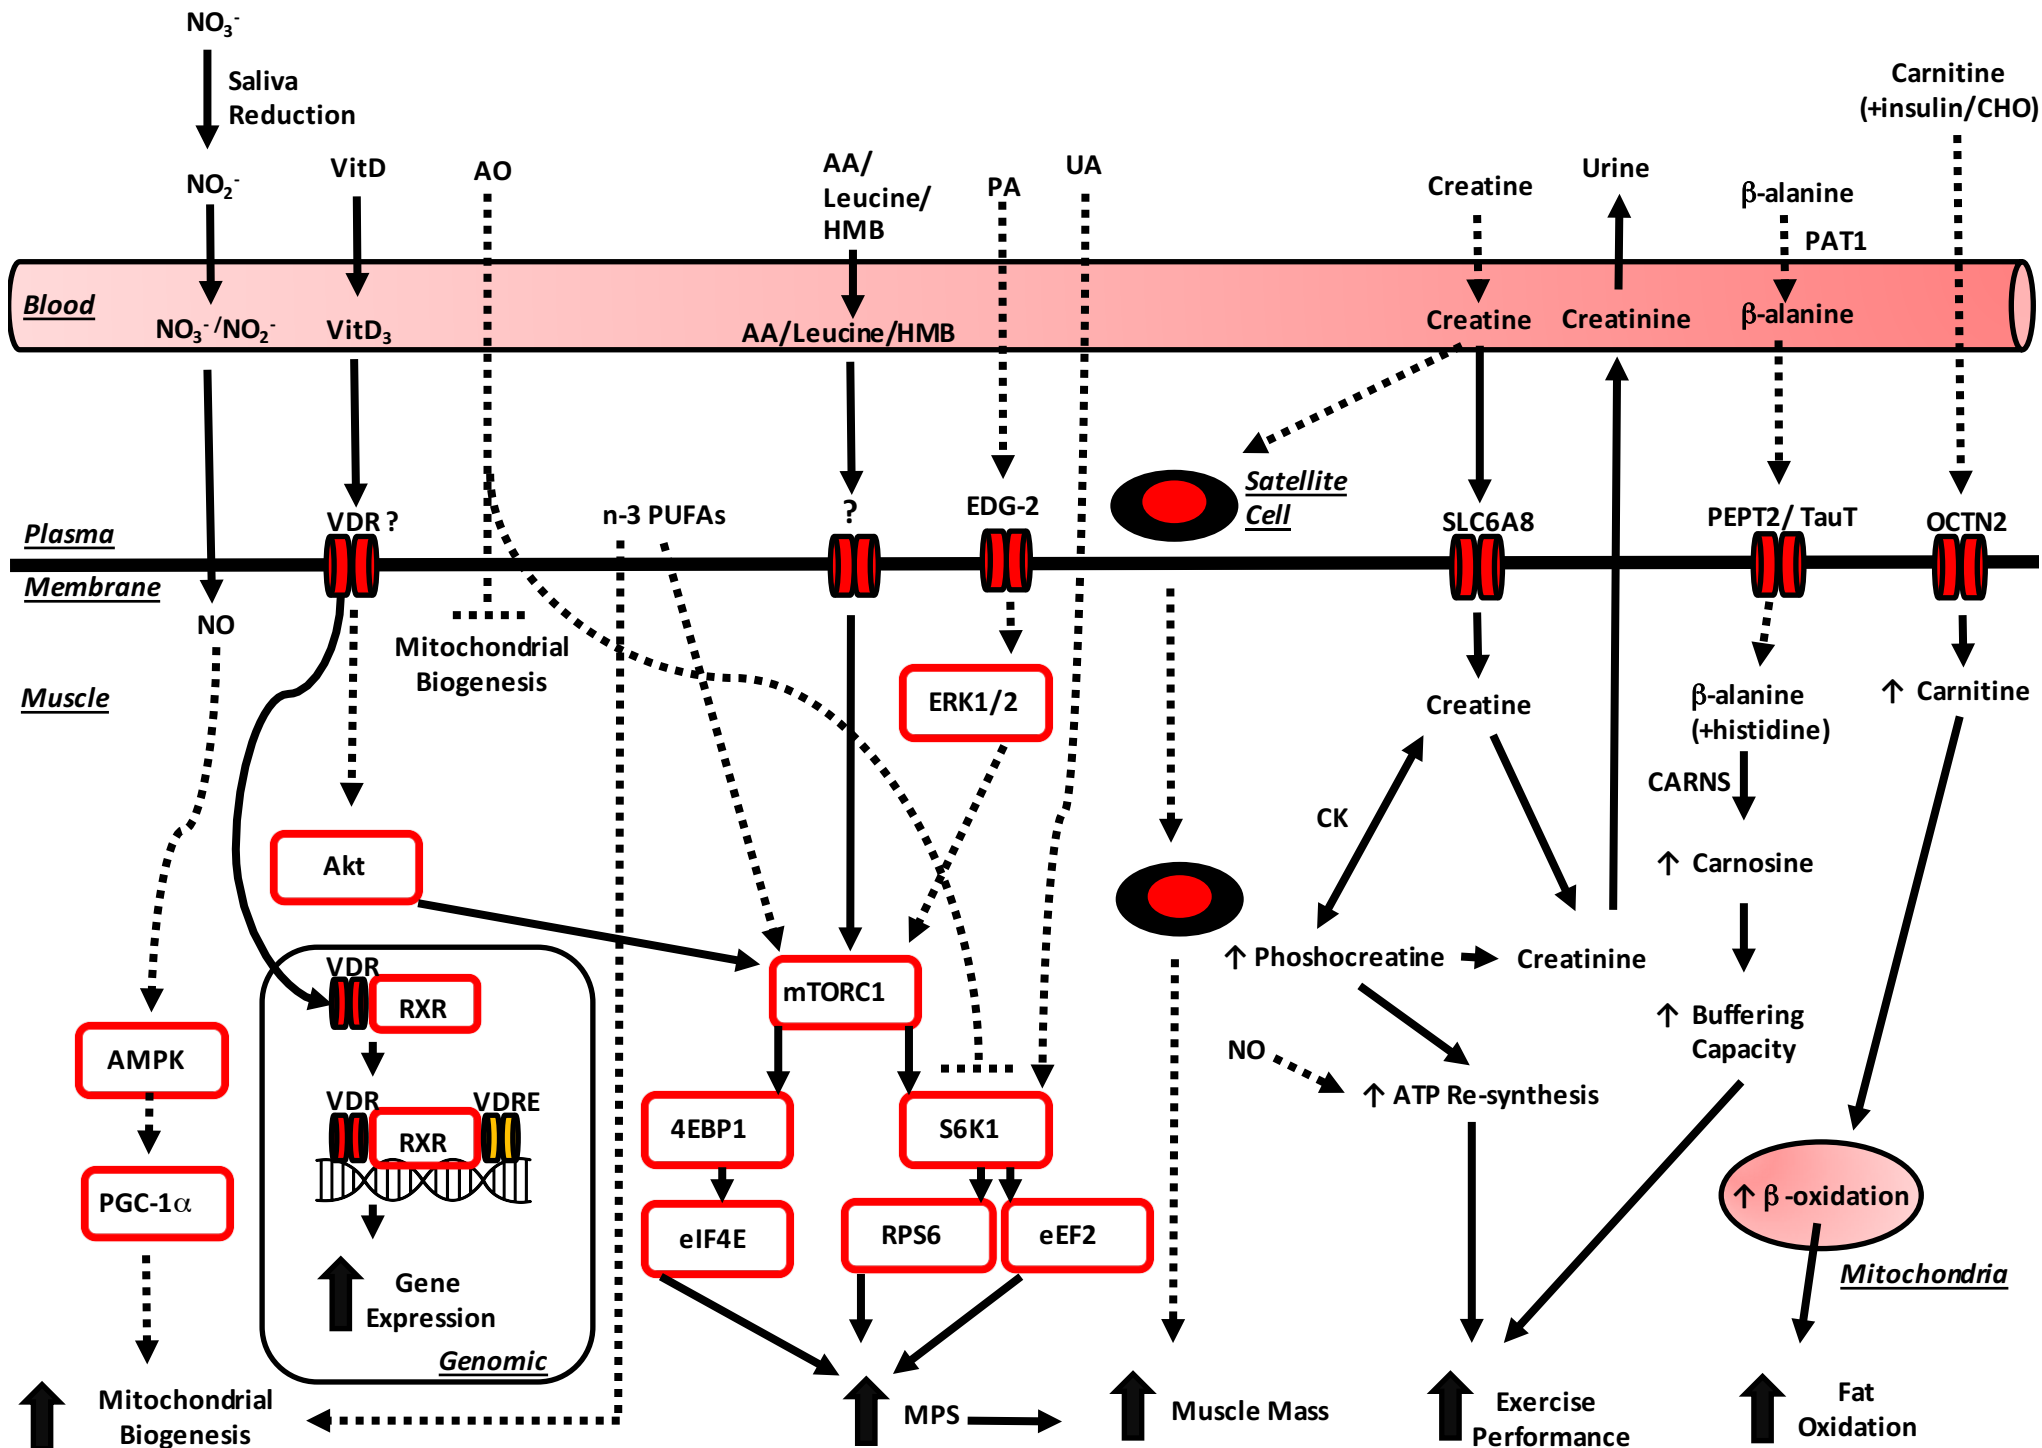 NO₃⁻
Saliva
Reduction
NO₂⁻
VitD
AO
AA/
Leucine/
HMB
PA
UA
Creatine
Urine
β-alanine
PAT1
Carnitine
(+insulin/CHO)
Blood
NO₃⁻/NO₂⁻
VitD₃
AA/Leucine/HMB
Creatine
Creatinine
β-alanine
Plasma
Membrane
VDR ?
n-3 PUFAs
?
EDG-2
Satellite
Cell
SLC6A8
PEPT2/ TauT
OCTN2
NO
Mitochondrial
Biogenesis
Muscle
ERK1/2
Creatine
β-alanine
(+histidine)
↑ Carnitine
CARNS
CK
Akt
↑ Carnosine
VDR
RXR
mTORC1
↑ Phoshocreatine
Creatinine
↑ Buffering
Capacity
NO
↑ ATP Re-synthesis
AMPK
VDR
RXR
VDRE
4EBP1
S6K1
PGC-1α
eIF4E
RPS6
eEF2
↑ β -oxidation
Mitochondria
Gene
Expression
Genomic
Mitochondrial
Biogenesis
MPS
Muscle Mass
Exercise
Performance
Fat
Oxidation